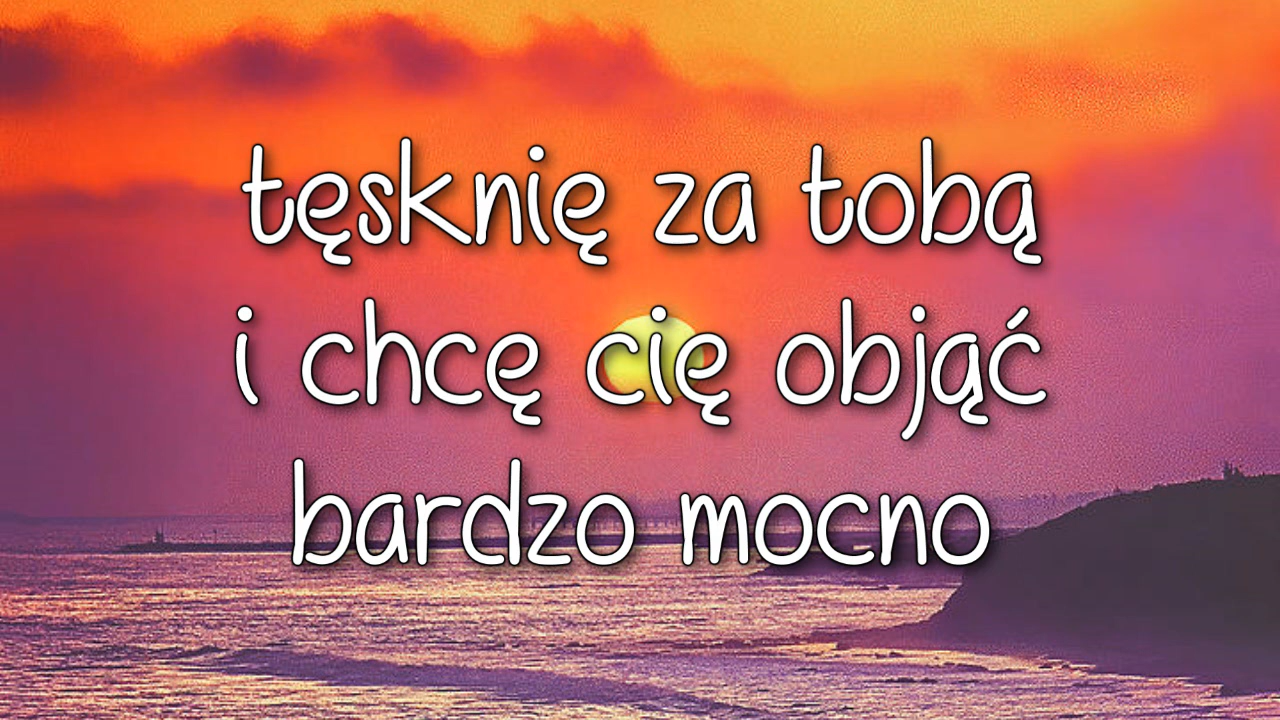 tęsknię za tobą
i chcę cię objąć
bardzo mocno